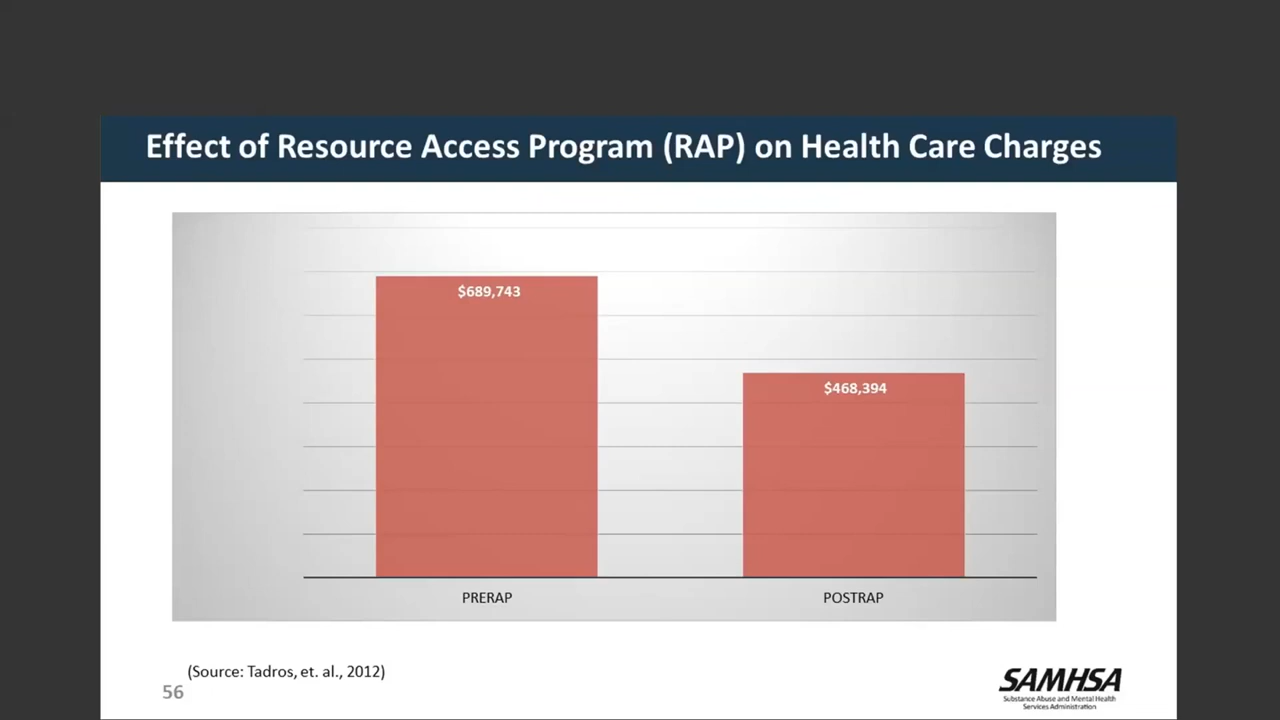 Effect of Resource Access Program (RAP) on Health Care Charges
$689,743
$468,394
PRERAP
POSTRAP
(Source: Tadros, et. al., 2012)
56
SAMHSA
Substance Abuse and Mental Health
Services Administration